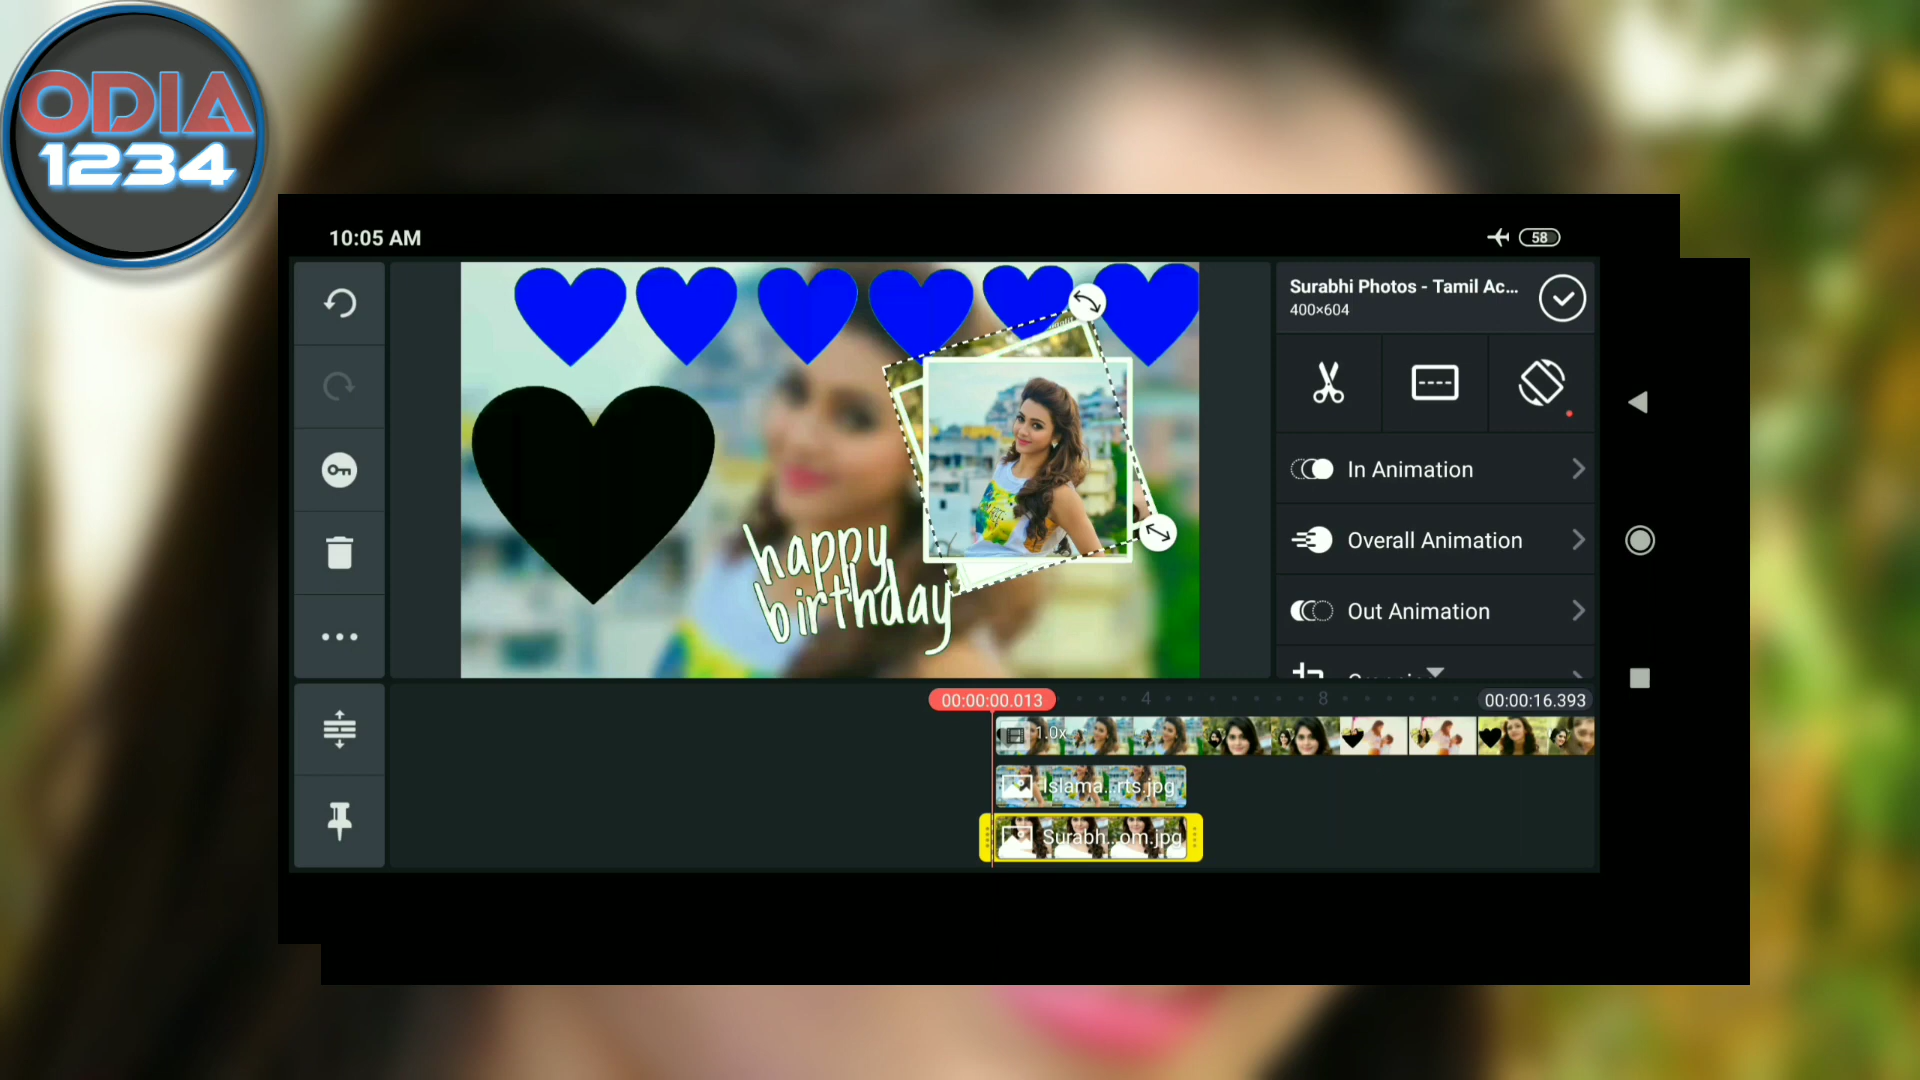 ODIA
1234
10:05 AM
58
Surabhi Photos - Tamil Ac...
400×604
In Animation
Overall Animation
Out Animation
happy
birthday
00:00:00.013
4
8
00:00:16.393
1.0x
Islama...rts.jpg
Surabh...om.jpg